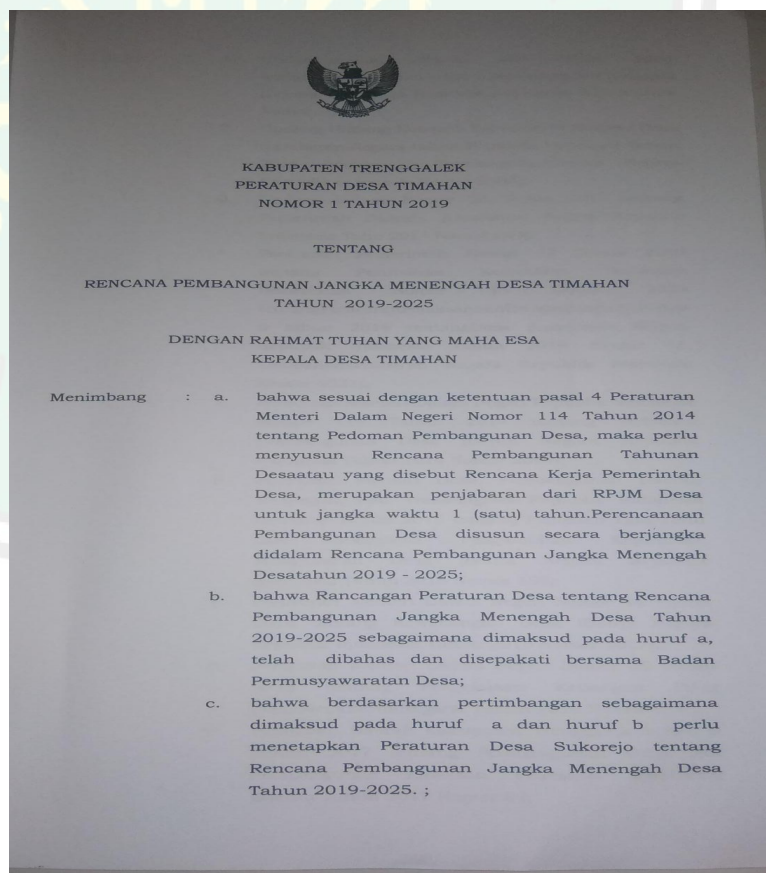 KABUPATEN TRENGGALEK
PERATURAN DESA TIMAHAN
NOMOR 1 TAHUN 2019
TENTANG
RENCANA PEMBANGUNAN JANGKA MENENGAH DESA TIMAHAN
TAHUN 2019-2025
DENGAN RAHMAT TUHAN YANG MAHA ESA
KEPALA DESA TIMAHAN
Menimbang : a. bahwa sesuai dengan ketentuan pasal 4 Peraturan
Menteri Dalam Negeri Nomor 114 Tahun 2014
tentang Pedoman Pembangunan Desa, maka perlu
menyusun Rencana Pembangunan Tahunan
Desaatau yang disebut Rencana Kerja Pemerintah
Desa, merupakan penjabaran dari RPJM Desa
untuk jangka waktu 1 (satu) tahun.Perencanaan
Pembangunan Desa disusun secara berjangka
didalam Rencana Pembangunan Jangka Menengah
Desatahun 2019 - 2025;
b. bahwa Rancangan Peraturan Desa tentang Rencana
Pembangunan Jangka Menengah Desa Tahun
2019-2025 sebagaimana dimaksud pada huruf a,
telah dibahas dan disepakati bersama Badan
Permusyawaratan Desa;
c. bahwa berdasarkan pertimbangan sebagaimana
dimaksud pada huruf a dan huruf b perlu
menetapkan Peraturan Desa Sukorejo tentang
Rencana Pembangunan Jangka Menengah Desa
Tahun 2019-2025. ;